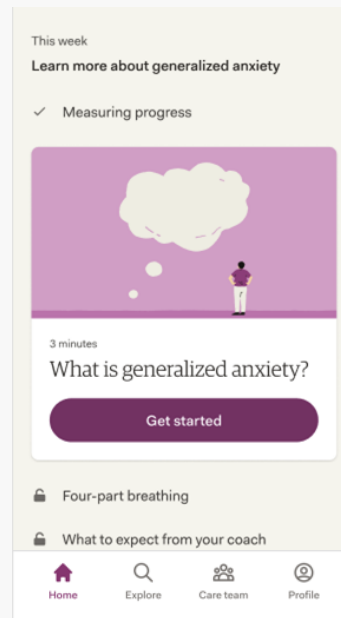 This week
Learn more about generalized anxiety
Measuring progress
3 minutes
What is generalized anxiety?
Get started
Four-part breathing
What to expect from your coach
Home
Explore
Care team
Profile